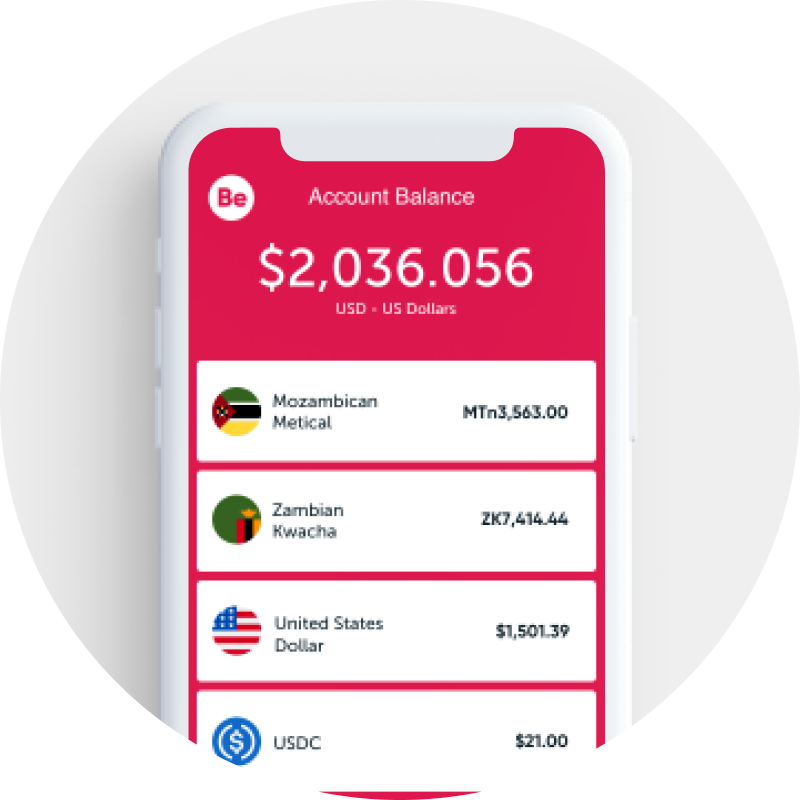 Be
Account Balance
$2,036.056
USD - US Dollars
Mozambican
Metical
MTn3,563.00
Zambian
Kwacha
ZK7,414.44
United States
Dollar
$1,501.39
USDC
$21.00